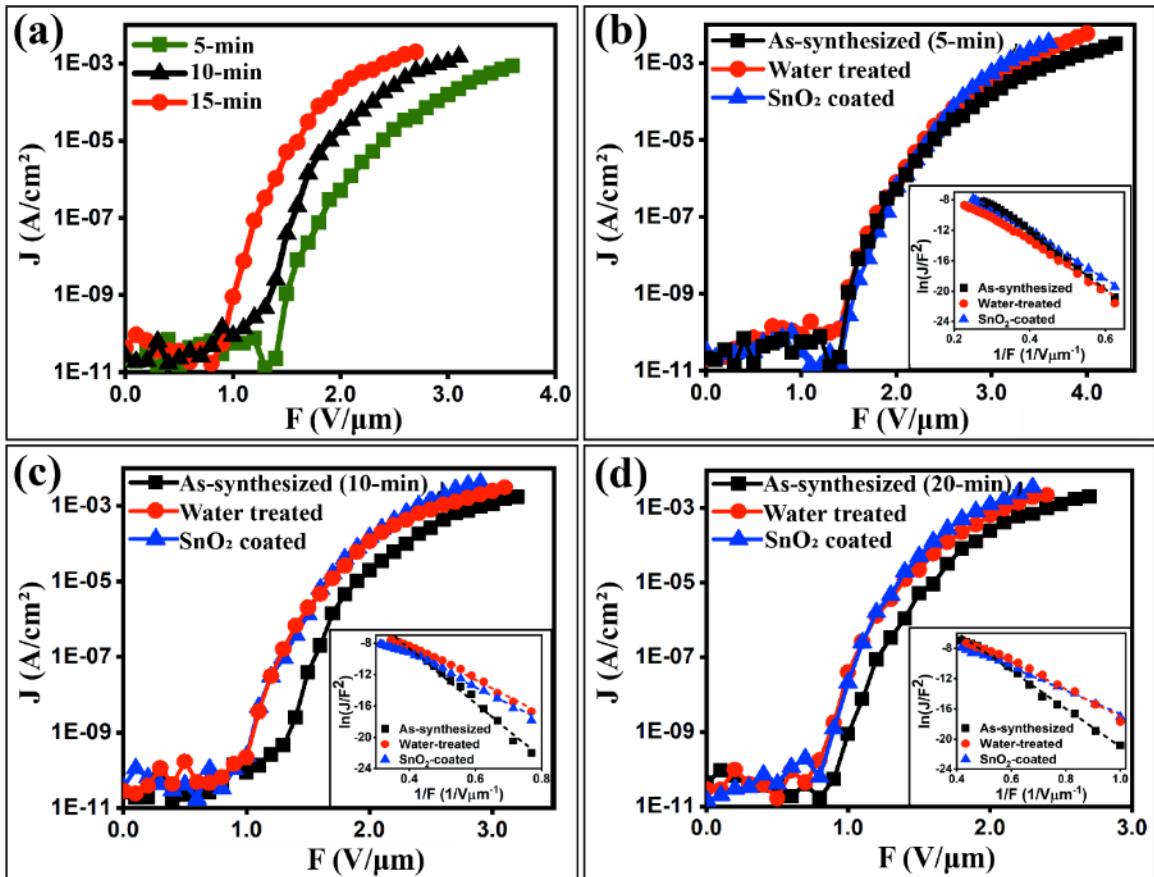 (a)
5-min
10-min
15-min
J (A/cm²)
1E-03
1E-05
1E-07
1E-09
1E-11
0.0 1.0 2.0 3.0 4.0
F (V/μm)
(b)
As-synthesized (5-min)
Water treated
SnO₂ coated
J (A/cm²)
1E-03
1E-05
1E-07
1E-09
1E-11
0.0 1.0 2.0 3.0 4.0
F (V/μm)
ln(J/F²)
-8
-12
-16
-20
-24
As-synthesized
Water-treated
SnO₂-coated
0.2 0.4 0.6
1/F (1/Vμm⁻¹)
(c)
As-synthesized (10-min)
Water treated
SnO₂ coated
J (A/cm²)
1E-03
1E-05
1E-07
1E-09
1E-11
0.0 1.0 2.0 3.0
F (V/μm)
ln(J/F²)
-8
-12
-16
-20
-24
As-synthesized
Water-treated
SnO₂-coated
0.4 0.6 0.8
1/F (1/Vμm⁻¹)
(d)
As-synthesized (20-min)
Water treated
SnO₂ coated
J (A/cm²)
1E-03
1E-05
1E-07
1E-09
1E-11
0.0 1.0 2.0 3.0
F (V/μm)
ln(J/F²)
-8
-12
-16
-20
-24
As-synthesized
Water-treated
SnO₂-coated
0.4 0.6 0.8 1.0
1/F (1/Vμm⁻¹)